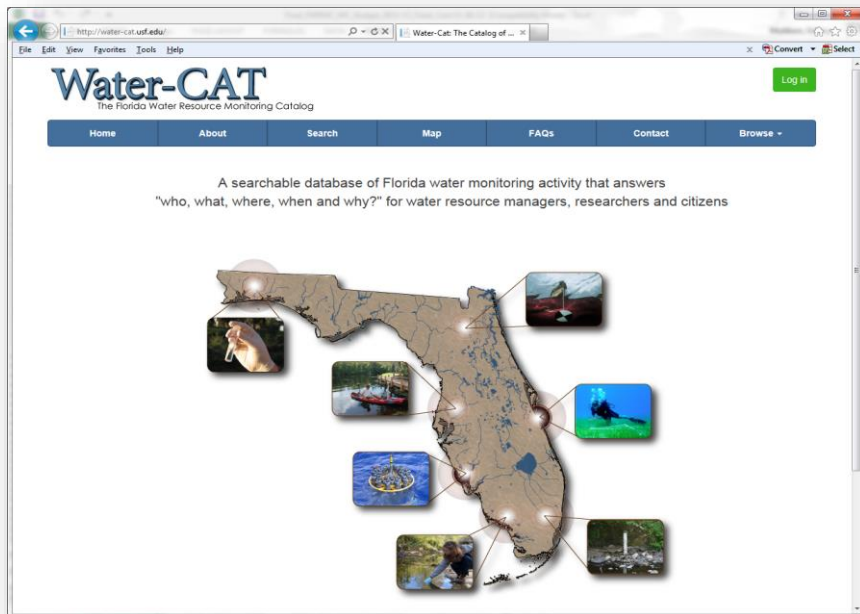 http://water-cat.usf.edu/
Water-Cat: The Catalog of ...
File Edit View Favorites Tools Help
Convert
Select
Water-CAT
The Florida Water Resource Monitoring Catalog
Log in
Home About Search Map FAQs Contact Browse
A searchable database of Florida water monitoring activity that answers
"who, what, where, when and why?" for water resource managers, researchers and citizens